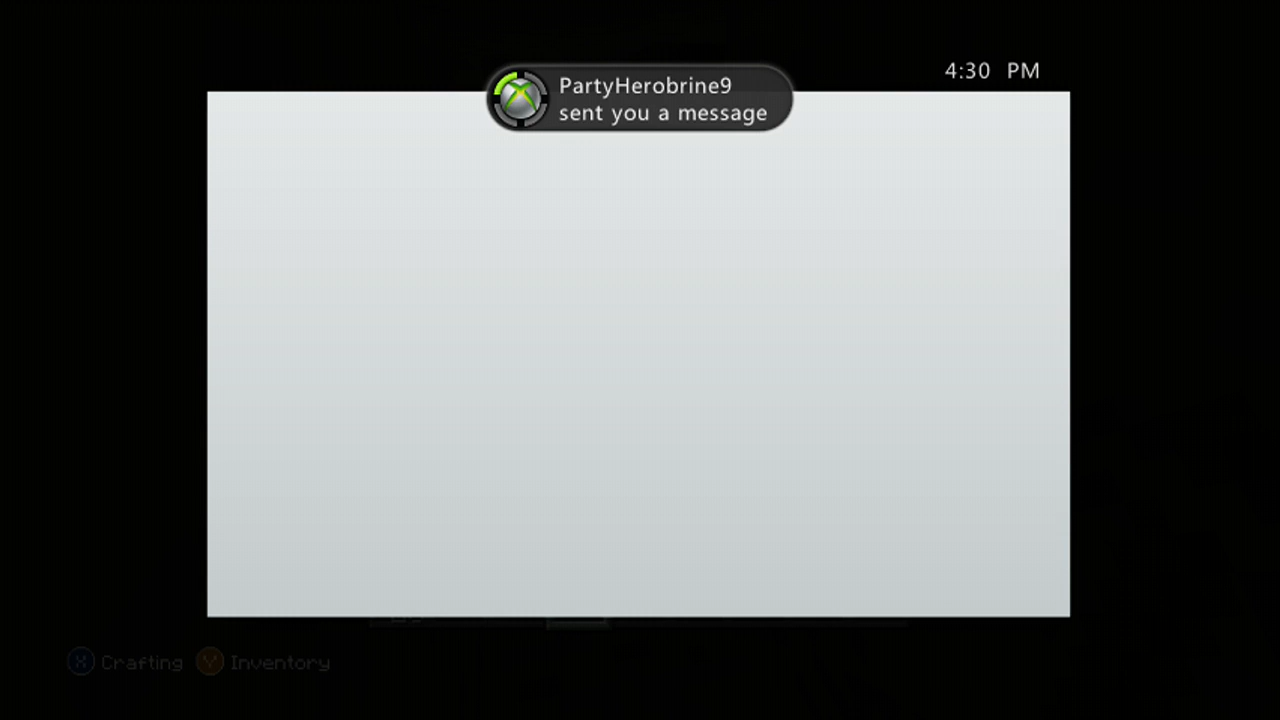 4:30 PM
PartyHerobrine9
sent you a message
X Crafting Y Inventory